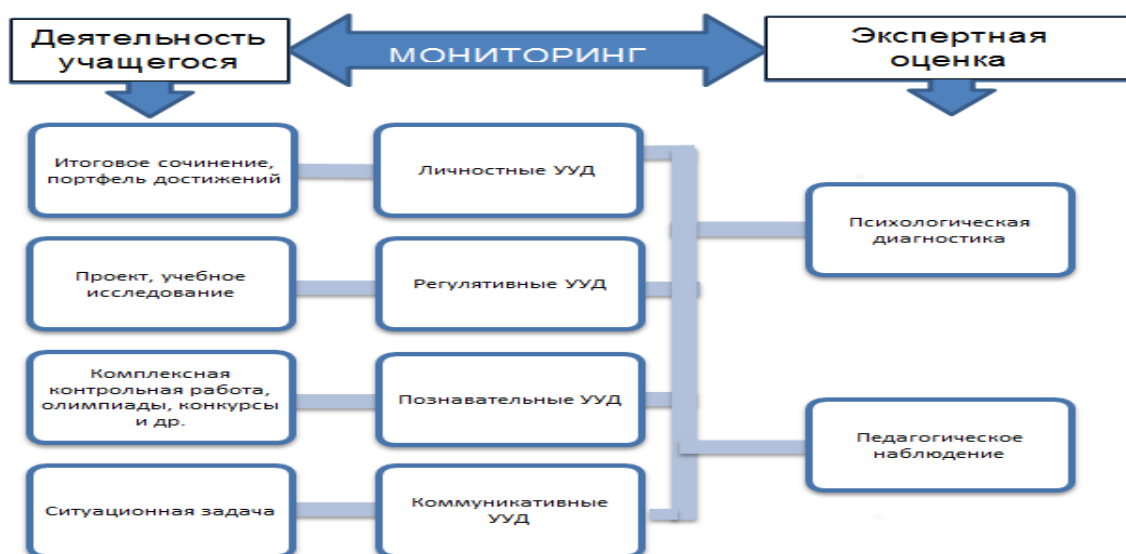 Деятельность
учащегося
МОНИТОРИНГ
Экспертная
оценка
Итоговое сочинение,
портфель достижений
Личностные УУД
Психологическая
диагностика
Проект, учебное
исследование
Регулятивные УУД
Комплексная
контрольная работа,
олимпиады, конкурсы
и др.
Познавательные УУД
Педагогическое
наблюдение
Ситуационная задача
Коммуникативные
УУД